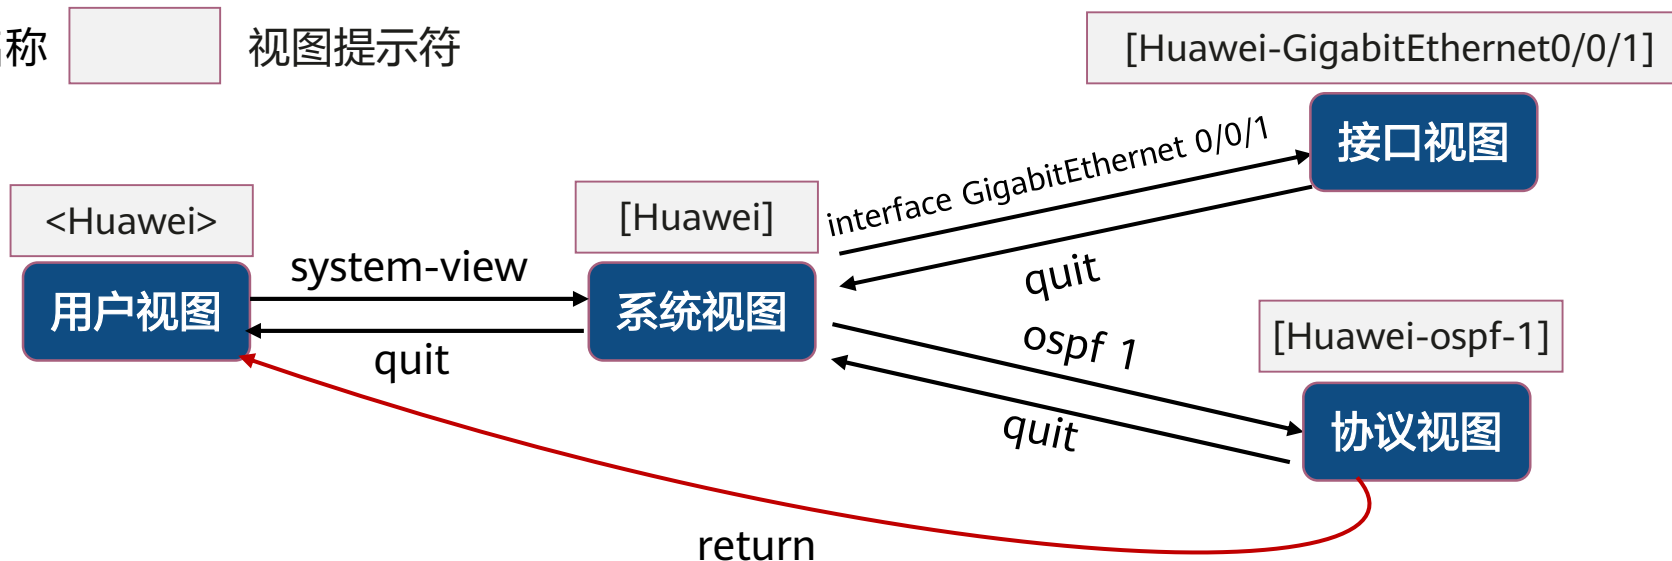 称
视图提示符
[Huawei-GigabitEthernet0/0/1]
接口视图
interface GigabitEthernet 0/0/1
<Huawei>
[Huawei]
system-view
quit
用户视图
系统视图
[Huawei-ospf-1]
ospf 1
quit
quit
协议视图
return